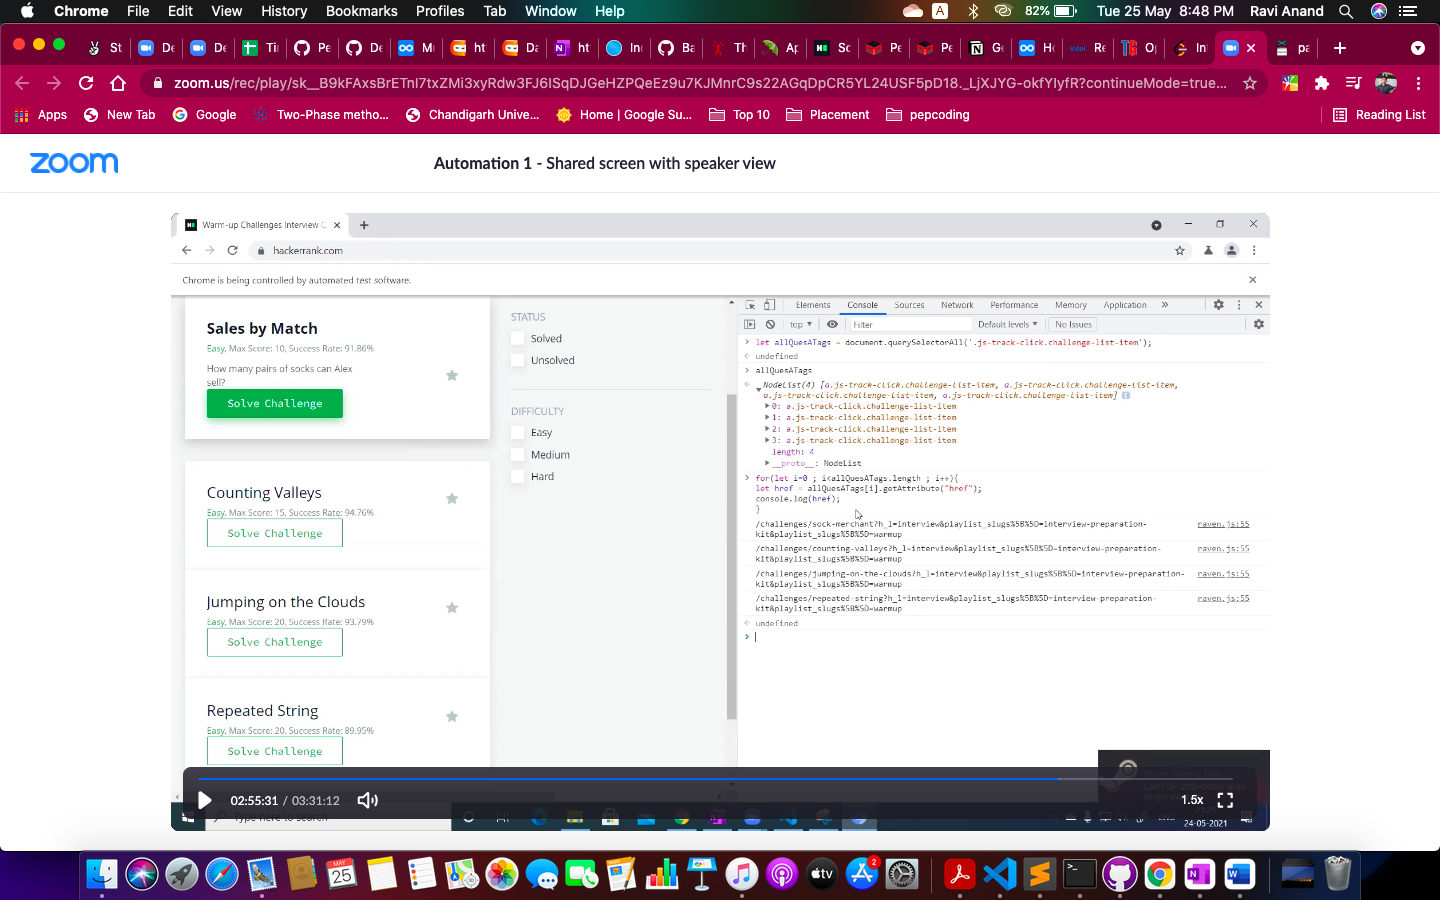 Chrome File Edit View History Bookmarks Profiles Tab Window Help A 82% Tue 25 May 8:48 PM Ravi Anand
St De De Tin Pe De Mu ht Da ht Inc Ba Th Ap So Pe Pe Ge He intel Re TG Op In pa
zoom.us/rec/play/sk__B9kFAxsBrETnI7txZMi3xyRdw3FJ6ISqDJGeHZPQeEz9u7KJMnrC9s22AGqDpCR5YL24USF5pD18._LjXJYG-okfYIyfR?continueMode=true...
Apps New Tab Google Two-Phase metho... Chandigarh Unive... Home | Google Su... Top 10 Placement pepcoding Reading List
zoom Automation 1 - Shared screen with speaker view
Warm-up Challenges Interview C
hackerrank.com
Chrome is being controlled by automated test software.
Sales by Match
Easy, Max Score: 10, Success Rate: 91.86%
How many pairs of socks can Alex
sell?
Solve Challenge
Counting Valleys
Easy, Max Score: 15, Success Rate: 94.76%
Solve Challenge
Jumping on the Clouds
Easy, Max Score: 20, Success Rate: 93.79%
Solve Challenge
Repeated String
Easy, Max Score: 20, Success Rate: 89.95%
Solve Challenge
STATUS
Solved
Unsolved
DIFFICULTY
Easy
Medium
Hard
Elements Console Sources Network Performance Memory Application »
top ▾ Filter Default levels ▾ No Issues
let allQuesATags = document.querySelectorAll('.js-track-click.challenge-list-item');
undefined
allQuesATags
NodeList(4) [a.js-track-click.challenge-list-item, a.js-track-click.challenge-list-item,
a.js-track-click.challenge-list-item, a.js-track-click.challenge-list-item]
0: a.js-track-click.challenge-list-item
1: a.js-track-click.challenge-list-item
2: a.js-track-click.challenge-list-item
3: a.js-track-click.challenge-list-item
length: 4
__proto__: NodeList
for(let i=0 ; i<allQuesATags.length ; i++){
let href = allQuesATags[i].getAttribute("href");
console.log(href);
}
/challenges/sock-merchant?h_l=interview&playlist_slugs%5B%5D=interview-preparation- raven.js:55
kit&playlist_slugs%5B%5D=warmup
/challenges/counting-valleys?h_l=interview&playlist_slugs%5B%5D=interview-preparation- raven.js:55
kit&playlist_slugs%5B%5D=warmup
/challenges/jumping-on-the-clouds?h_l=interview&playlist_slugs%5B%5D=interview-preparation- raven.js:55
kit&playlist_slugs%5B%5D=warmup
/challenges/repeated-string?h_l=interview&playlist_slugs%5B%5D=interview-preparation- raven.js:55
kit&playlist_slugs%5B%5D=warmup
undefined
02:55:31 / 03:31:12 1.5x
Type here to search
24-05-2021
MAY
25
tv
2